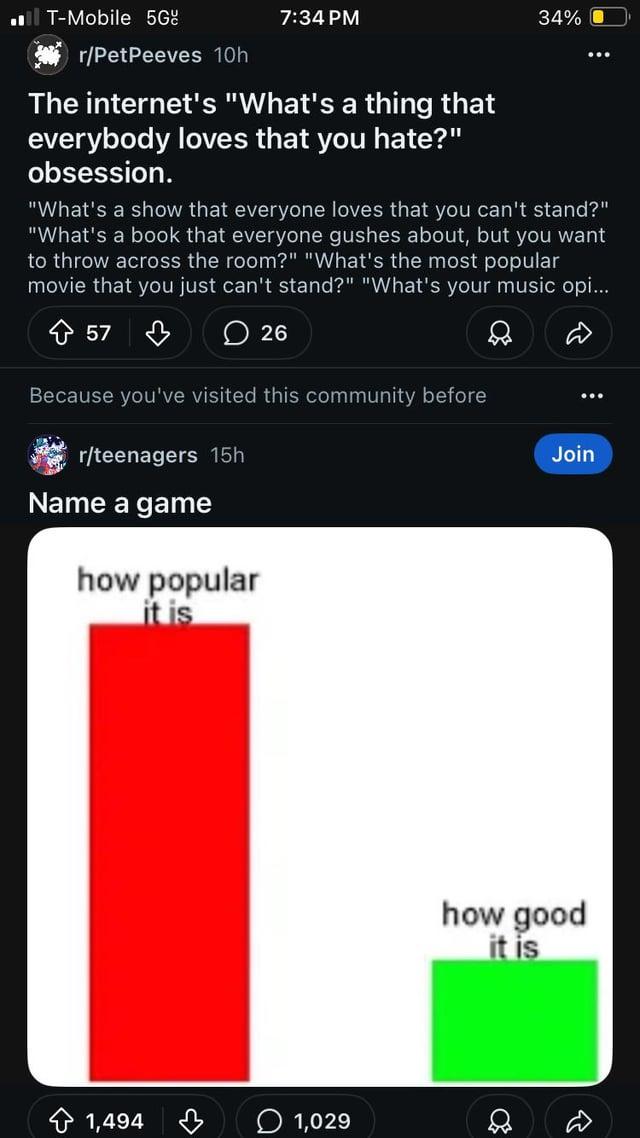 T-Mobile 5G 7:34 PM 34%
r/PetPeeves 10h
The internet's "What's a thing that
everybody loves that you hate?"
obsession.
"What's a show that everyone loves that you can't stand?"
"What's a book that everyone gushes about, but you want
to throw across the room?" "What's the most popular
movie that you just can't stand?" "What's your music opi...
57 26
Because you've visited this community before
r/teenagers 15h Join
Name a game
how popular
it is
how good
it is
1,494 1,029